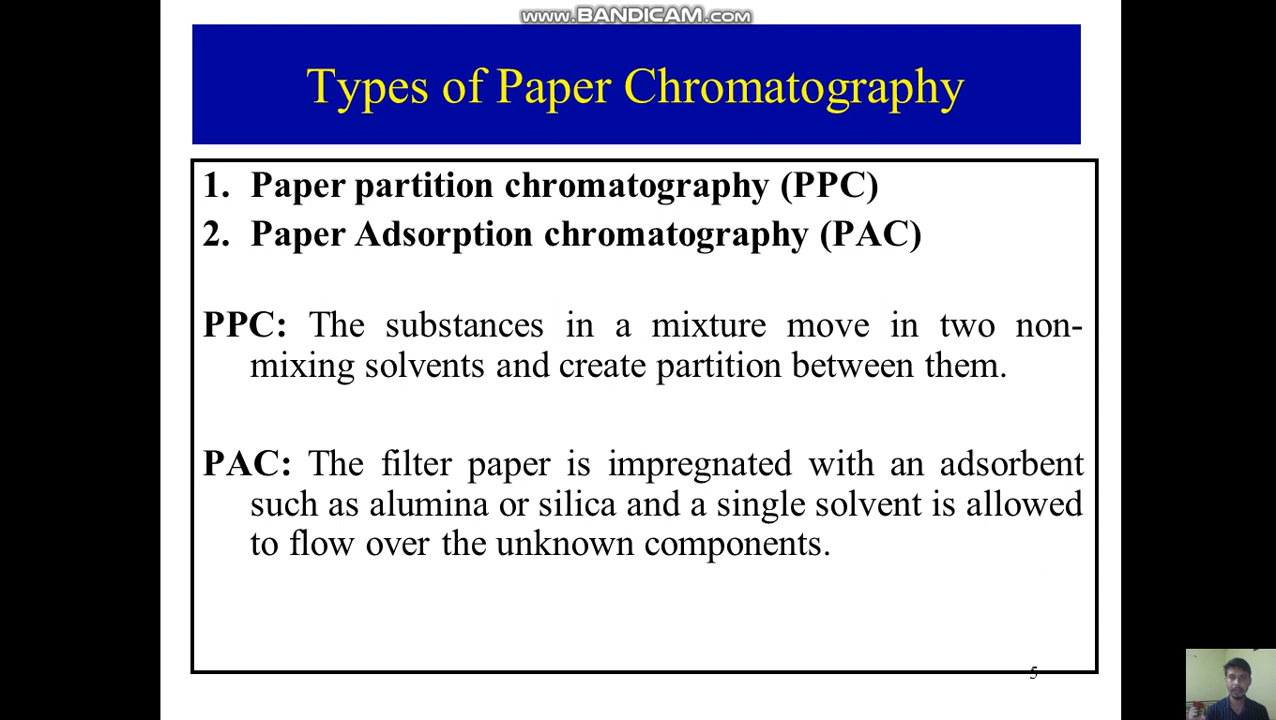 www.BANDICAM.com
Types of Paper Chromatography
1. Paper partition chromatography (PPC)
2. Paper Adsorption chromatography (PAC)
PPC: The substances in a mixture move in two non-
mixing solvents and create partition between them.
PAC: The filter paper is impregnated with an adsorbent
such as alumina or silica and a single solvent is allowed
to flow over the unknown components.
5